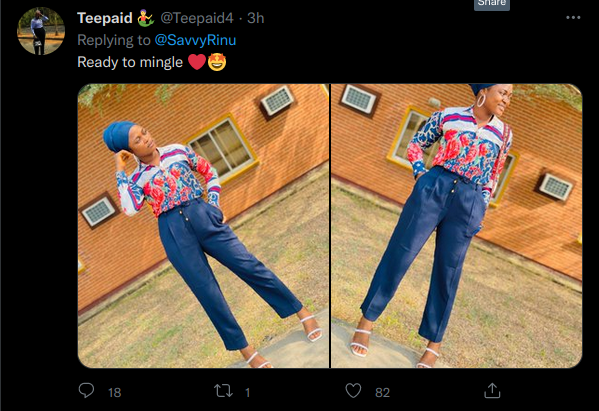 Share
Teepaid 🧜‍♂️ @Teepaid4 · 3h
Replying to @SavvyRinu
Ready to mingle ❤️🤩
18 1 82